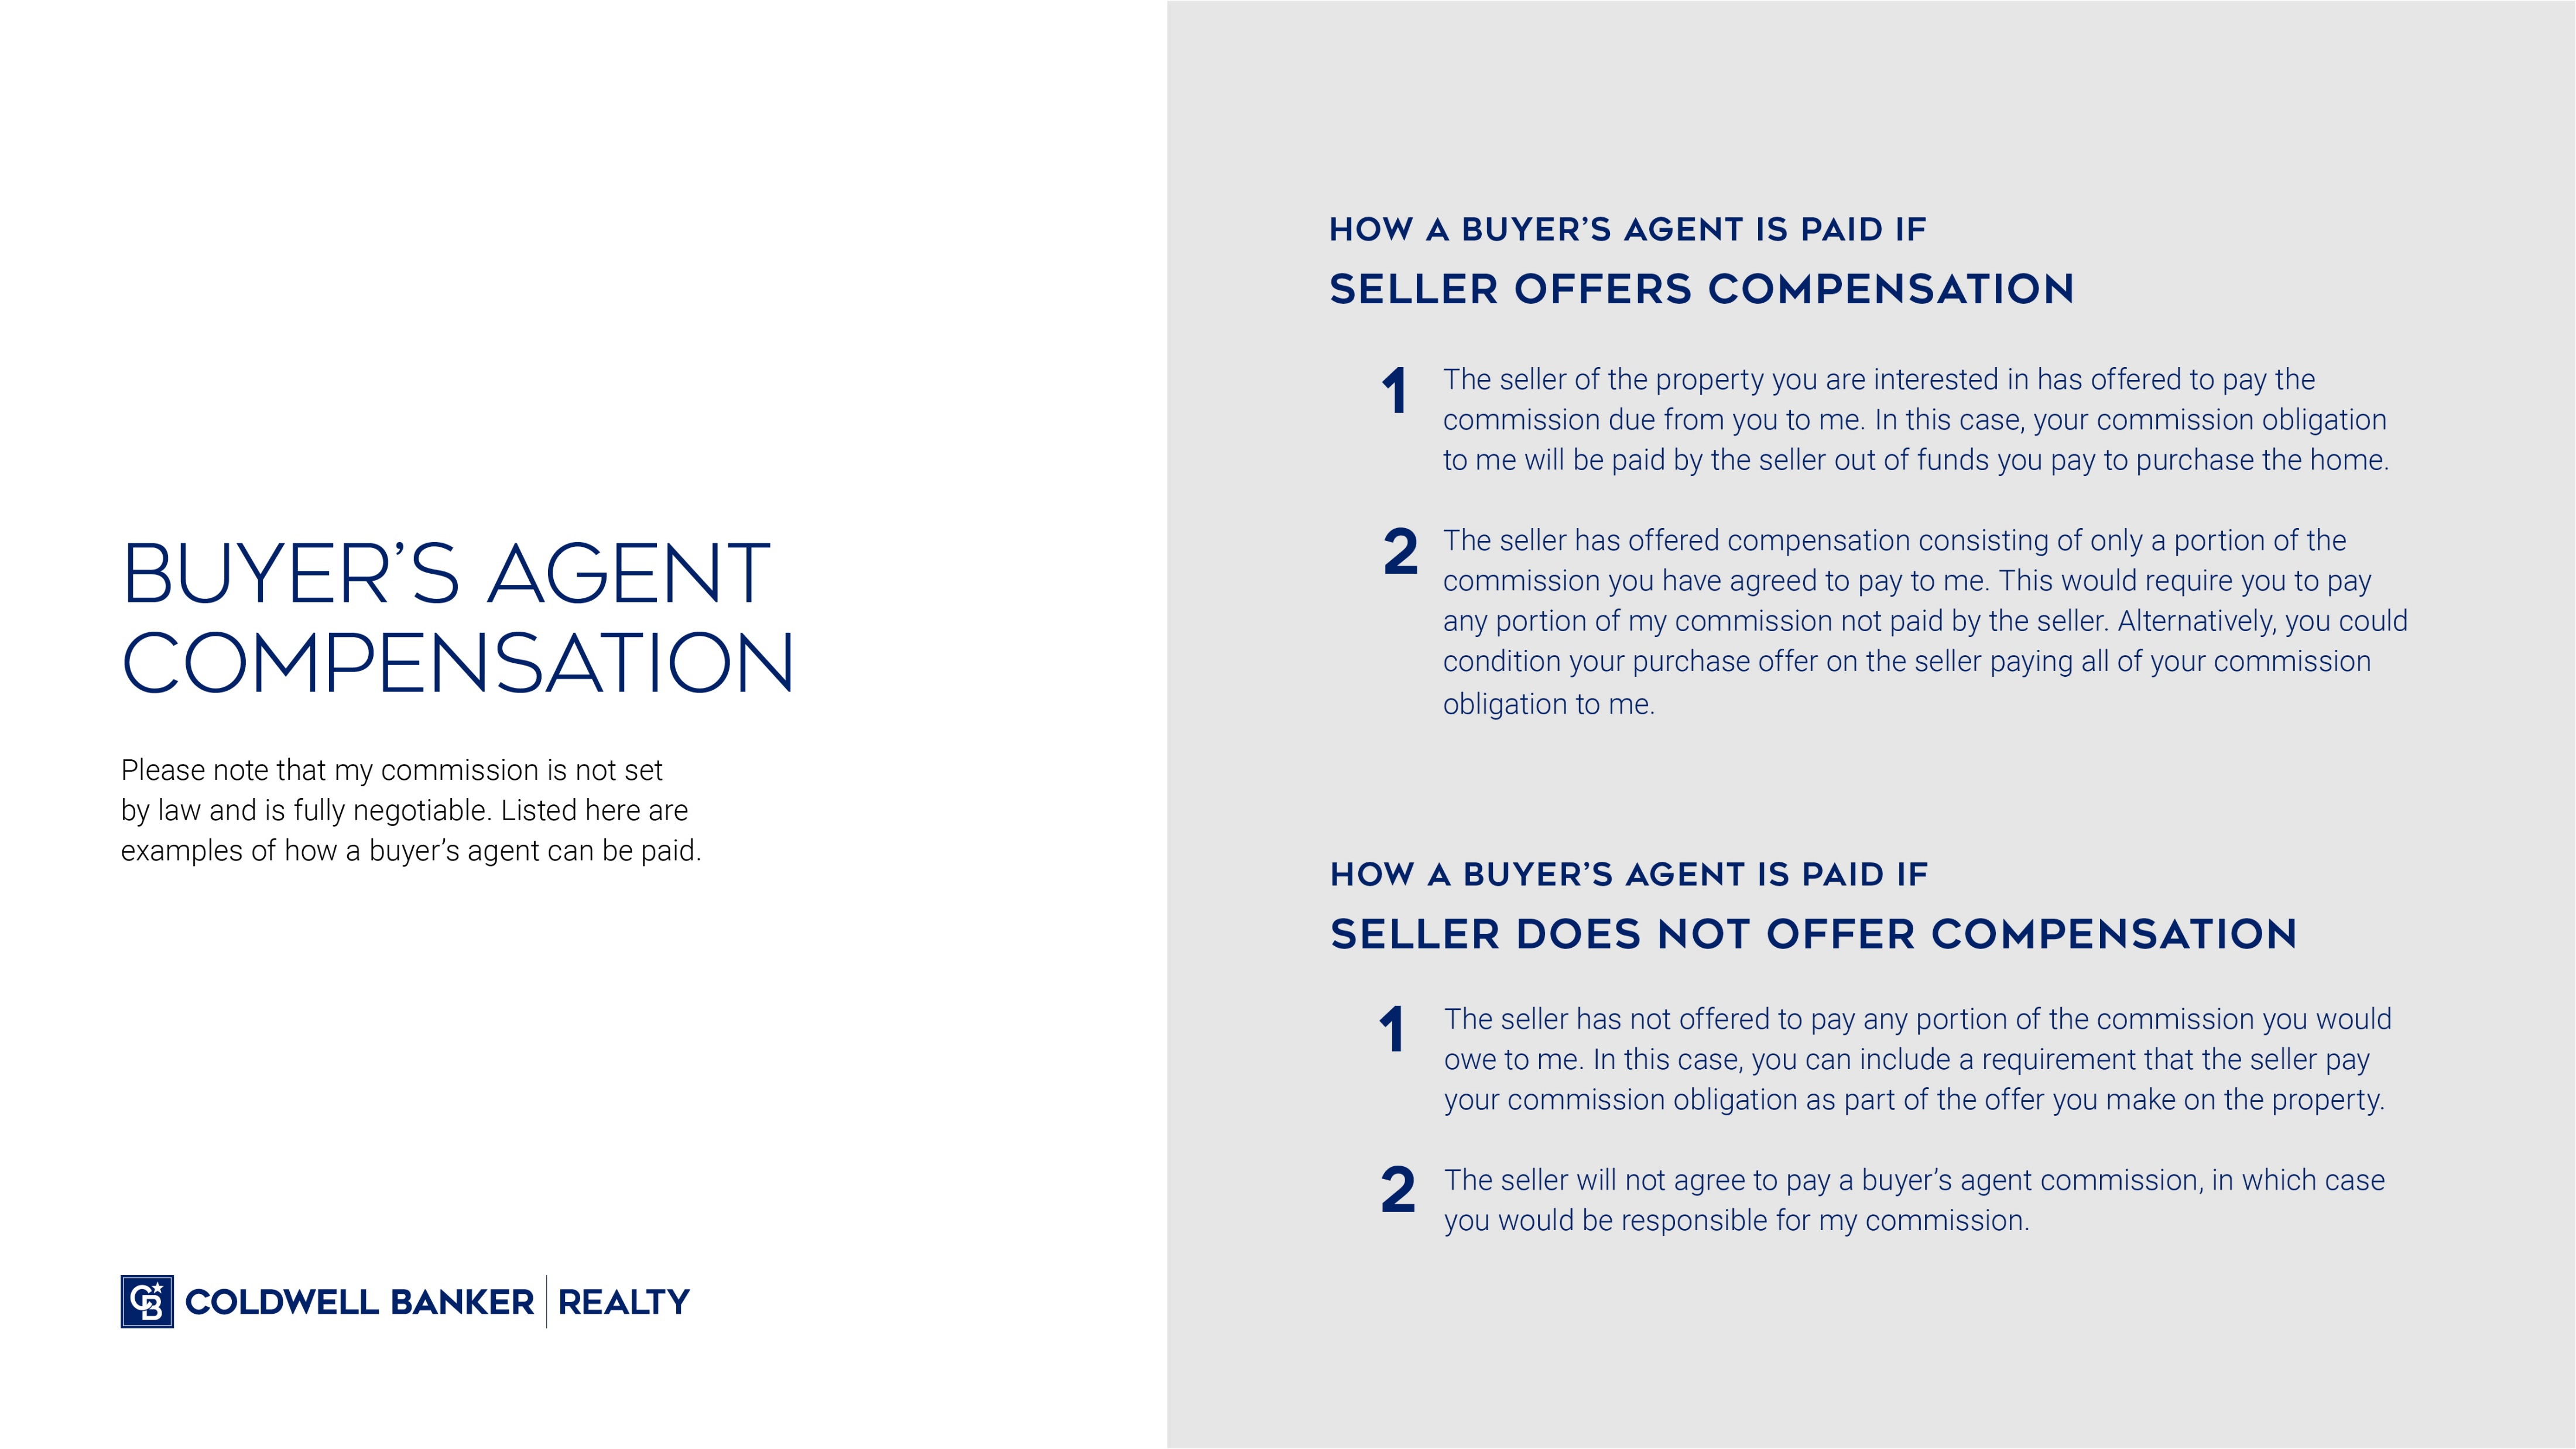 BUYER’S AGENT
COMPENSATION
Please note that my commission is not set
by law and is fully negotiable. Listed here are
examples of how a buyer’s agent can be paid.
CB COLDWELL BANKER REALTY
HOW A BUYER’S AGENT IS PAID IF
SELLER OFFERS COMPENSATION
1 The seller of the property you are interested in has offered to pay the
commission due from you to me. In this case, your commission obligation
to me will be paid by the seller out of funds you pay to purchase the home.
2 The seller has offered compensation consisting of only a portion of the
commission you have agreed to pay to me. This would require you to pay
any portion of my commission not paid by the seller. Alternatively, you could
condition your purchase offer on the seller paying all of your commission
obligation to me.
HOW A BUYER’S AGENT IS PAID IF
SELLER DOES NOT OFFER COMPENSATION
1 The seller has not offered to pay any portion of the commission you would
owe to me. In this case, you can include a requirement that the seller pay
your commission obligation as part of the offer you make on the property.
2 The seller will not agree to pay a buyer’s agent commission, in which case
you would be responsible for my commission.